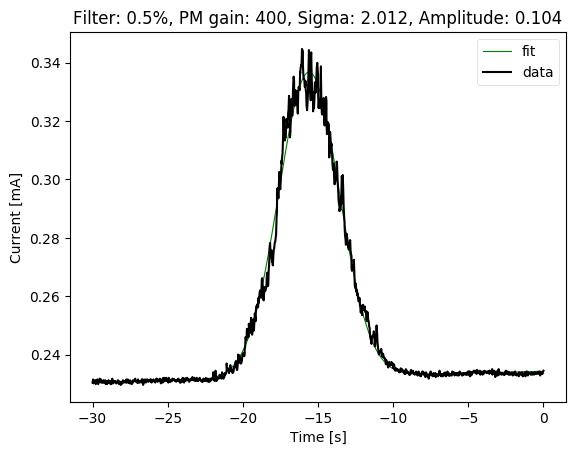 Filter: 0.5%, PM gain: 400, Sigma: 2.012, Amplitude: 0.104
fit
data
0.34
0.32
0.30
0.28
0.26
0.24
Current [mA]
−30
−25
−20
−15
−10
−5
0
Time [s]